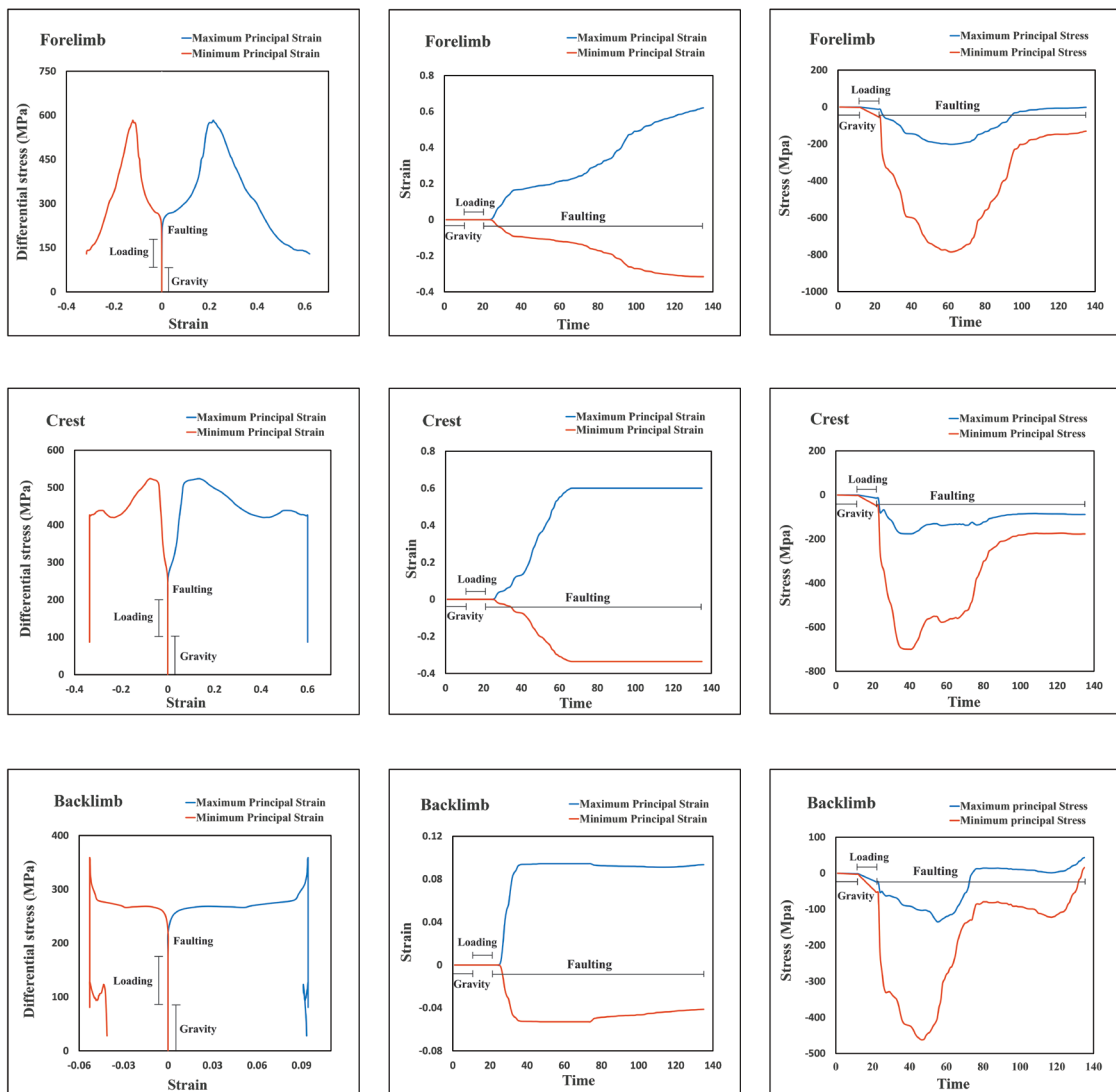 Forelimb
Maximum Principal Strain
Minimum Principal Strain
Differential stress (MPa)
750
600
450
300
150
0
Faulting
Loading
Gravity
-0.4
-0.2
0
0.2
0.4
0.6
0.8
Strain
Forelimb
Maximum Principal Strain
Minimum Principal Strain
Strain
0.8
0.6
0.4
0.2
0
-0.2
-0.4
Loading
Faulting
Gravity
0
20
40
60
80
100
120
140
Time
Forelimb
Maximum Principal Stress
Minimum Principal Stress
Stress (Mpa)
200
0
-200
-400
-600
-800
-1000
Loading
Faulting
Gravity
0
20
40
60
80
100
120
140
Time
Crest
Maximum Principal Strain
Minimum Principal Strain
Differential stress (MPa)
600
500
400
300
200
100
0
Faulting
Loading
Gravity
-0.4
-0.2
0
0.2
0.4
0.6
0.8
Strain
Crest
Maximum Principal Strain
Minimum Principal Strain
Strain
0.8
0.6
0.4
0.2
0
-0.2
-0.4
Loading
Faulting
Gravity
0
20
40
60
80
100
120
140
Time
Crest
Maximum Principal Stress
Minimum Principal Stress
Stress (Mpa)
200
0
-200
-400
-600
-800
Loading
Faulting
Gravity
0
20
40
60
80
100
120
140
Time
Backlimb
Maximum Principal Strain
Minimum Principal Strain
Differential stress (MPa)
400
300
200
100
0
Faulting
Loading
Gravity
-0.06
-0.03
0
0.03
0.06
0.09
0.12
Strain
Backlimb
Maximum Principal Strain
Minimum Principal Strain
Strain
0.12
0.08
0.04
0
-0.04
-0.08
Loading
Faulting
Gravity
0
20
40
60
80
100
120
140
Time
Backlimb
Maximum principal Stress
Minimum principal Stress
Stress (Mpa)
100
0
-100
-200
-300
-400
-500
Loading
Faulting
Gravity
0
20
40
60
80
100
120
140
Time